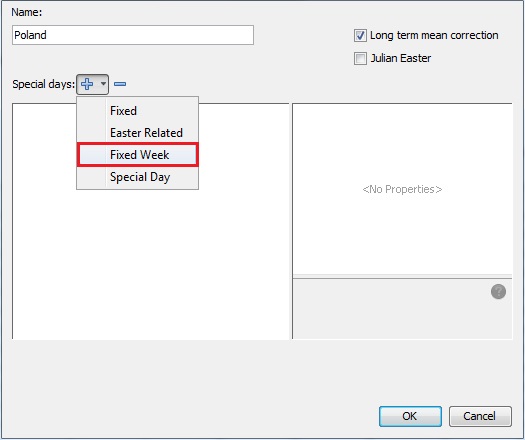 Name:
Poland
Long term mean correction
Julian Easter
Special days:
Fixed
Easter Related
Fixed Week
Special Day
<No Properties>
?
OK
Cancel